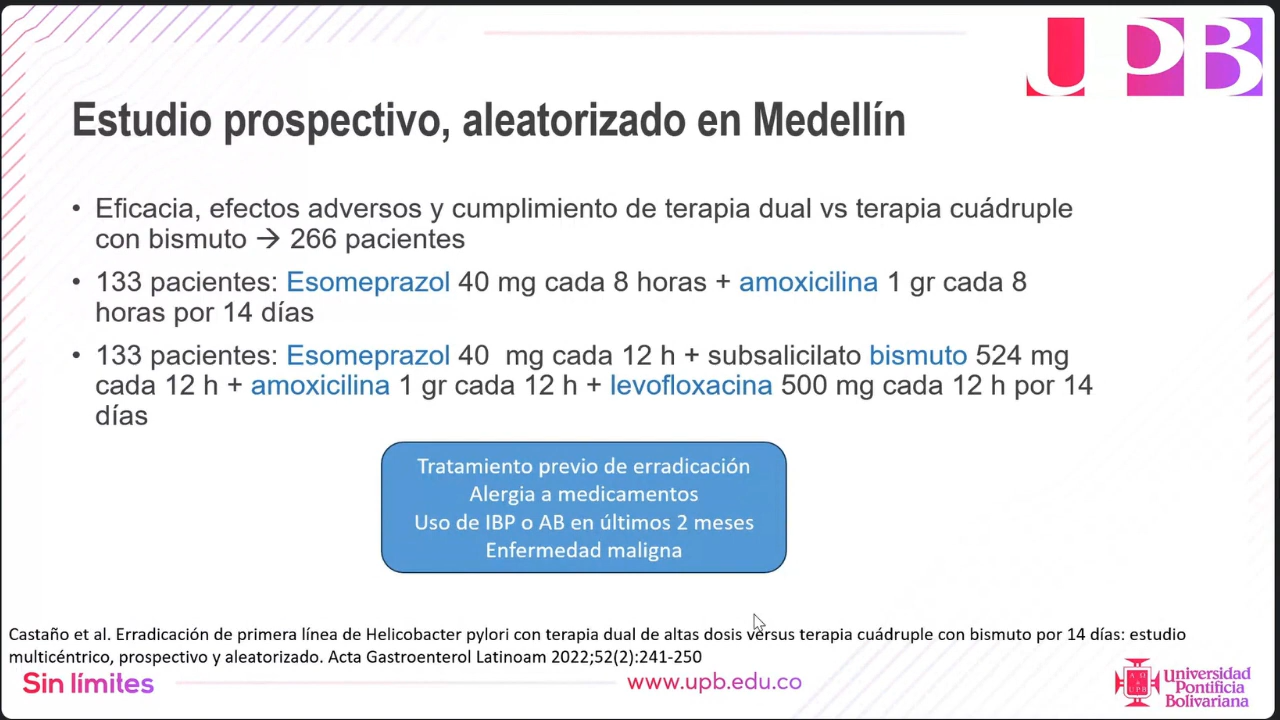 UPB
Estudio prospectivo, aleatorizado en Medellín
• Eficacia, efectos adversos y cumplimiento de terapia dual vs terapia cuádruple
con bismuto → 266 pacientes
• 133 pacientes: Esomeprazol 40 mg cada 8 horas + amoxicilina 1 gr cada 8
horas por 14 días
• 133 pacientes: Esomeprazol 40 mg cada 12 h + subsalicilato bismuto 524 mg
cada 12 h + amoxicilina 1 gr cada 12 h + levofloxacina 500 mg cada 12 h por 14
días
Tratamiento previo de erradicación
Alergia a medicamentos
Uso de IBP o AB en últimos 2 meses
Enfermedad maligna
Castaño et al. Erradicación de primera línea de Helicobacter pylori con terapia dual de altas dosis versus terapia cuádruple con bismuto por 14 días: estudio
multicéntrico, prospectivo y aleatorizado. Acta Gastroenterol Latinoam 2022;52(2):241-250
Sin límites
www.upb.edu.co
Universidad
Pontificia
Bolivariana